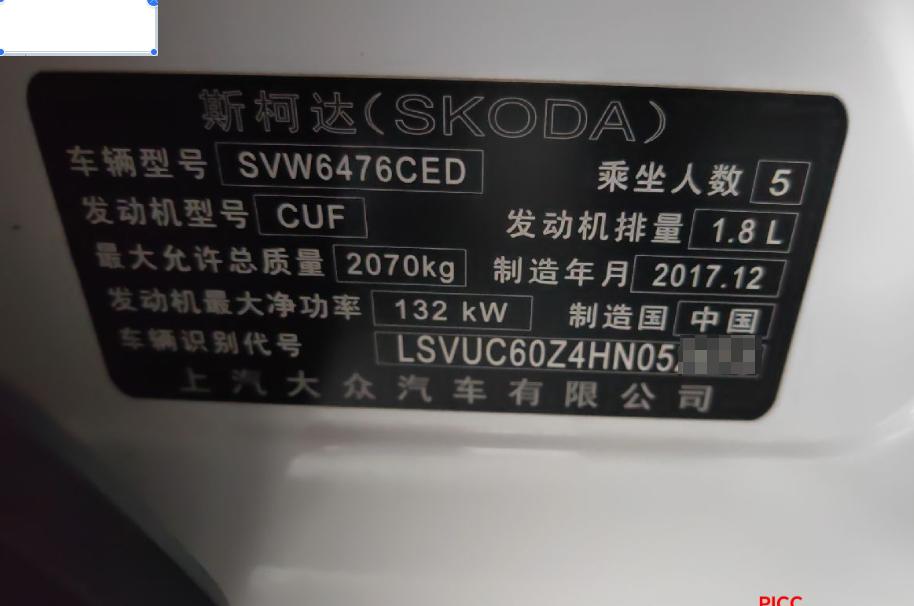 斯柯达(SKODA)
车辆型号 SVW6476CED 乘坐人数 5
发动机型号 CUF 发动机排量 1.8 L
最大允许总质量 2070kg 制造年月 2017.12
发动机最大净功率 132 kW 制造国 中国
车辆识别代号 LSVUC60Z4HN05
上汽大众汽车有限公司
PICC